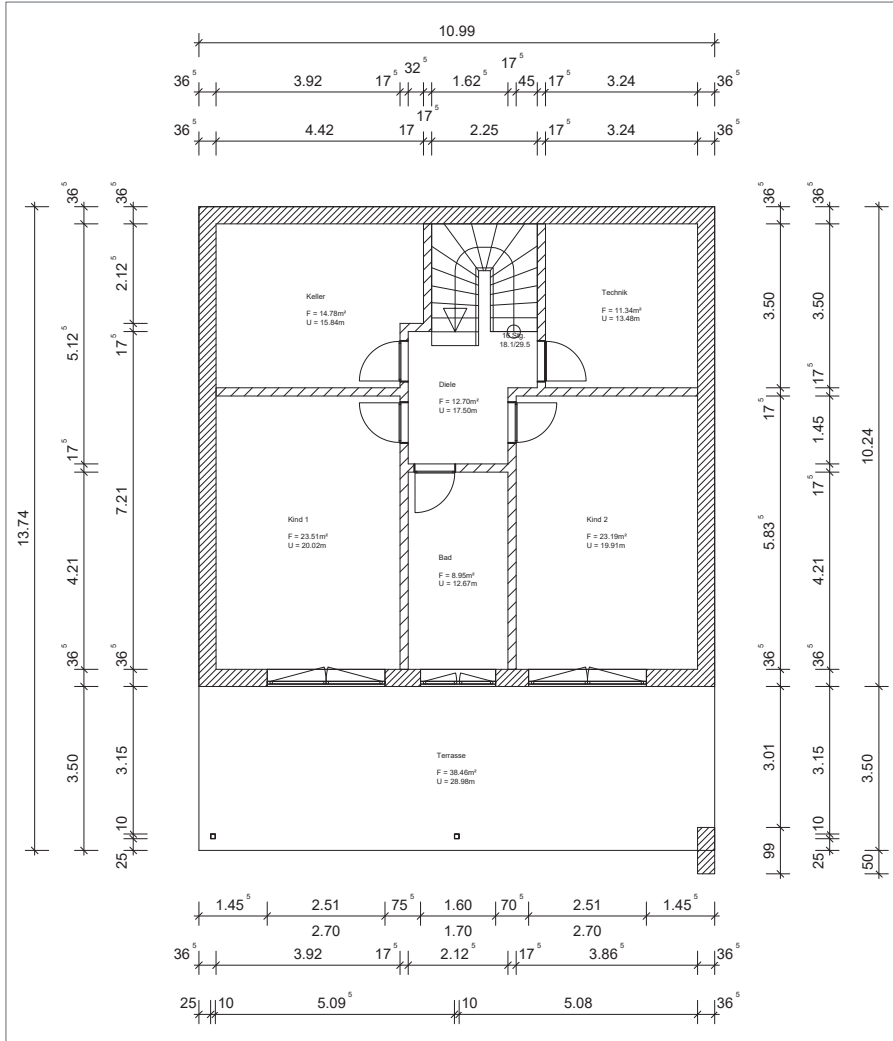 10.99
36⁵ 3.92 17⁵ 32⁵ 1.62⁵ 17⁵ 45 17⁵ 3.24 36⁵
36⁵ 4.42 17 17⁵ 2.25 17⁵ 3.24 36⁵
13.74
36⁵ 5.12 17⁵ 4.21 36⁵ 3.50
36⁵ 2.12⁵ 17⁵ 7.21 36⁵ 3.15 10 25
Keller
F = 14.78m²
U = 15.84m
Technik
F = 11.34m²
U = 13.48m
16 Stg.
18.1/29.5
Diele
F = 12.70m²
U = 17.50m
Kind 1
F = 23.51m²
U = 20.02m
Kind 2
F = 23.19m²
U = 19.91m
Bad
F = 8.95m²
U = 12.67m
Terrasse
F = 38.46m²
U = 28.98m
3.50 17⁵ 5.83⁵ 36⁵ 3.01 99
36⁵ 3.50 17⁵ 1.45 17⁵ 4.21 36⁵ 3.15 10 25
10.24 3.50 50
1.45⁵ 2.51 75⁵ 1.60 70⁵ 2.51 1.45⁵
2.70 1.70 2.70
36⁵ 3.92 17⁵ 2.12⁵ 17⁵ 3.86⁵ 36⁵
25 10 5.09⁵ 10 5.08 36⁵